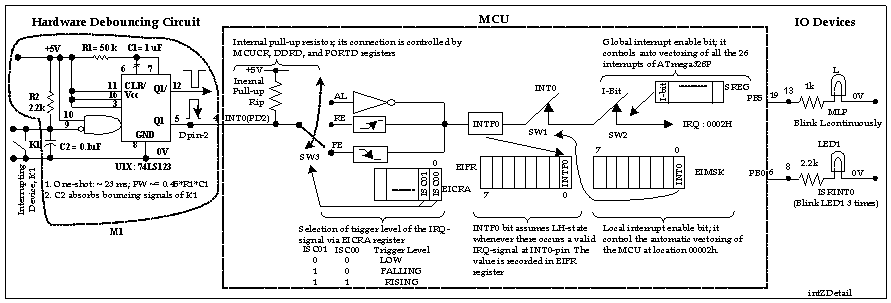 Hardware Debouncing Circuit
MCU
IO Devices
+5V
R1= 50 k
C1= 1 uF
6
7
R2
2.2k
11
16
3
CLR/
Vcc
Q1/
12
10
9
Q1
5
8
GND
0V
K1
C2 = 0.1uF
U1X : 74LS123
Dpin-2
4
Interrupting
Device, K1
1. One-shot: ~ 23 ms; PW ~= 0.45*R1*C1
2. C2 absorbs bouncing signals of K1
M1
Internal pull-up resistor; its connection is controlled by
MCUCR, DDRD, and PORTD registers
+5V
Inernal
Pull-up
Rip
INT0(PD2)
AL
RE
FE
SW3
0
ISC01
ISC00
EICRA
INTF0
INT0
SW1
I-Bit
SW2
IRQ : 0002H
Global interrupt enable bit; it
controls auto vectoring of all the 26
interrupts of ATmega328P
I-bit
SREG
EIFR
INTF0
7
0
7
0
INT0
EIMSK
Selection of trigger level of the IRQ-
signal via EICRA register
ISC01 ISC00 Trigger Level
0 0 LOW
1 0 FALLING
1 1 RISING
INTF0 bit assumes LH-state
whenever there occurs a valid
IRQ-signal at INT0-pin. The
value is recorded in EIFR
register
Local interrupt enable bit; it
control the automatic vectoring of
the MCU at location 00002h.
PB5
19
13
1k
L
0V
MLP
Blink Lcontinuously
PB0
6
8
2.2k
LED1
0V
ISRINT0
(Blink LED1 3 times)
intZDetail